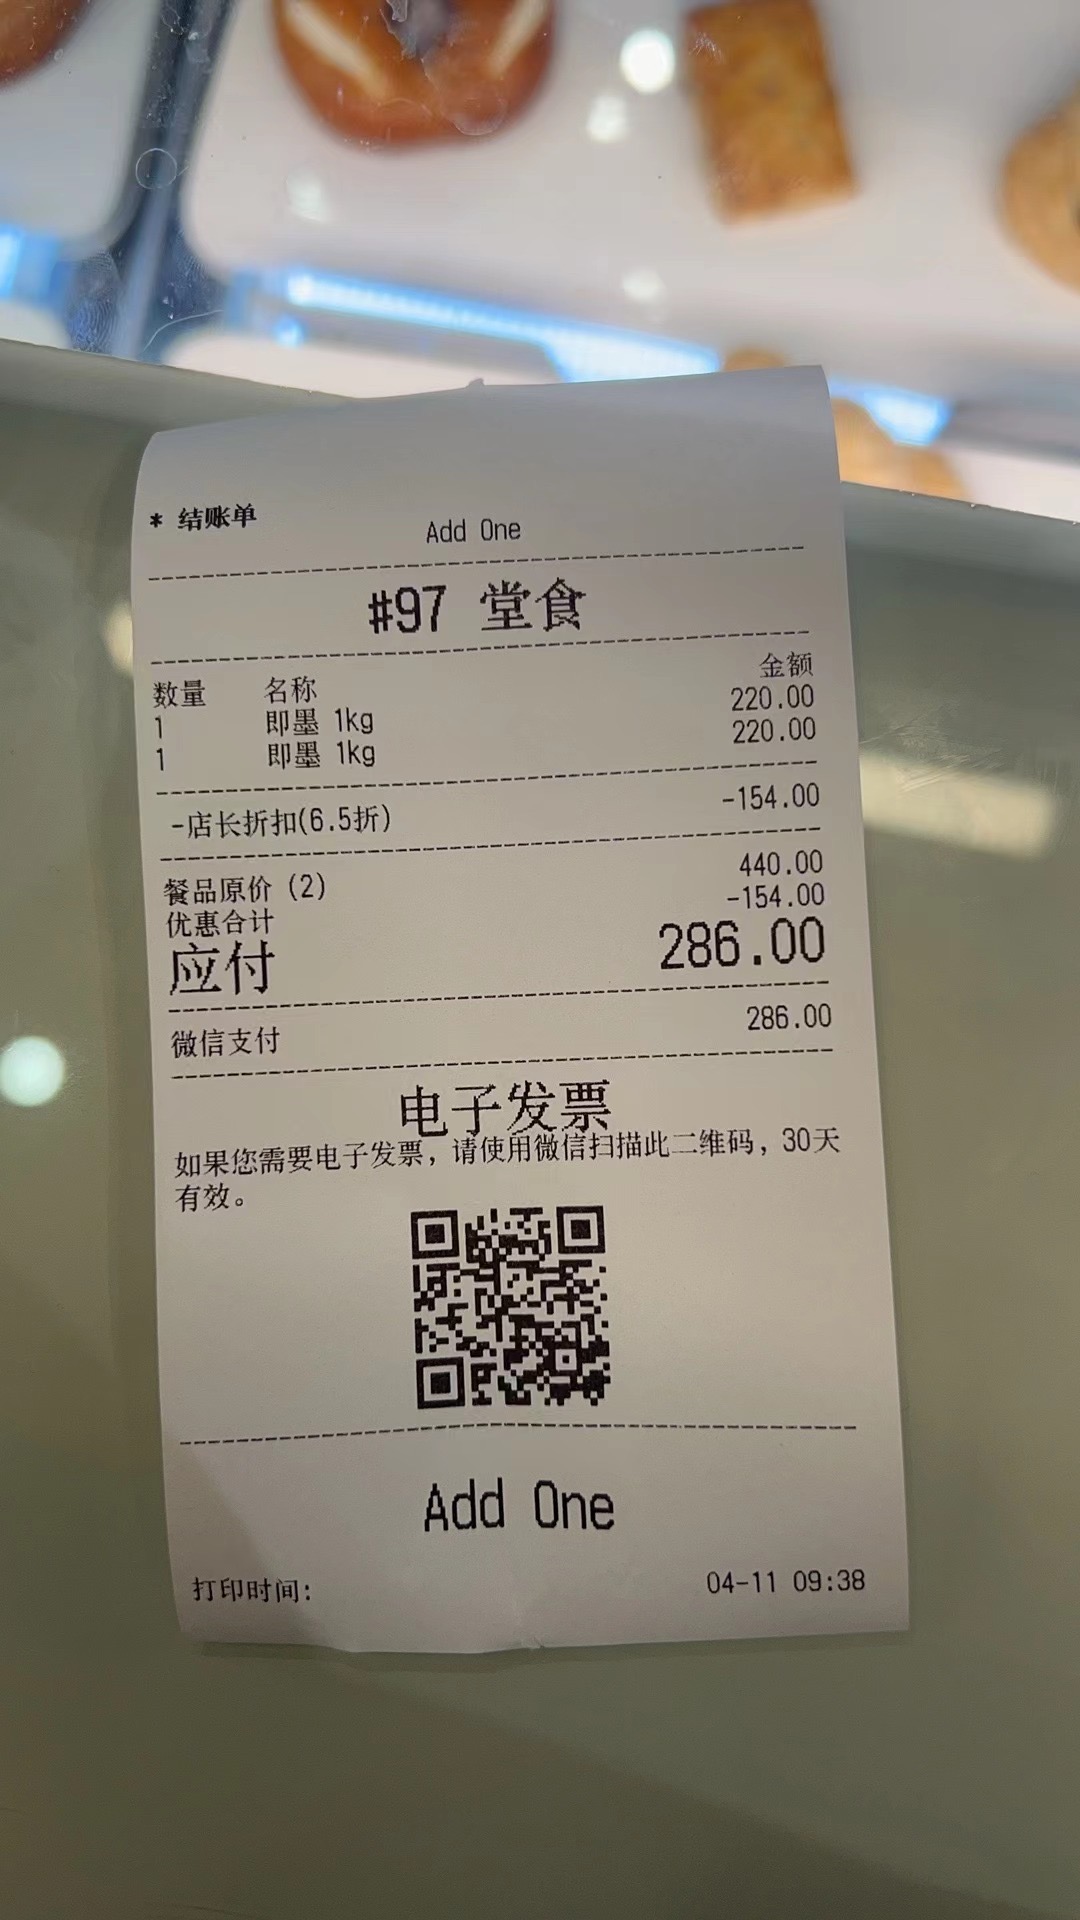 * 结账单
Add One
#97 堂食
数量 名称 金额
1 即墨 1kg 220.00
1 即墨 1kg 220.00
-店长折扣(6.5折) -154.00
餐品原价 (2) 440.00
优惠合计 -154.00
应付 286.00
微信支付 286.00
电子发票
如果您需要电子发票，请使用微信扫描此二维码，30天
有效。
Add One
打印时间: 04-11 09:38